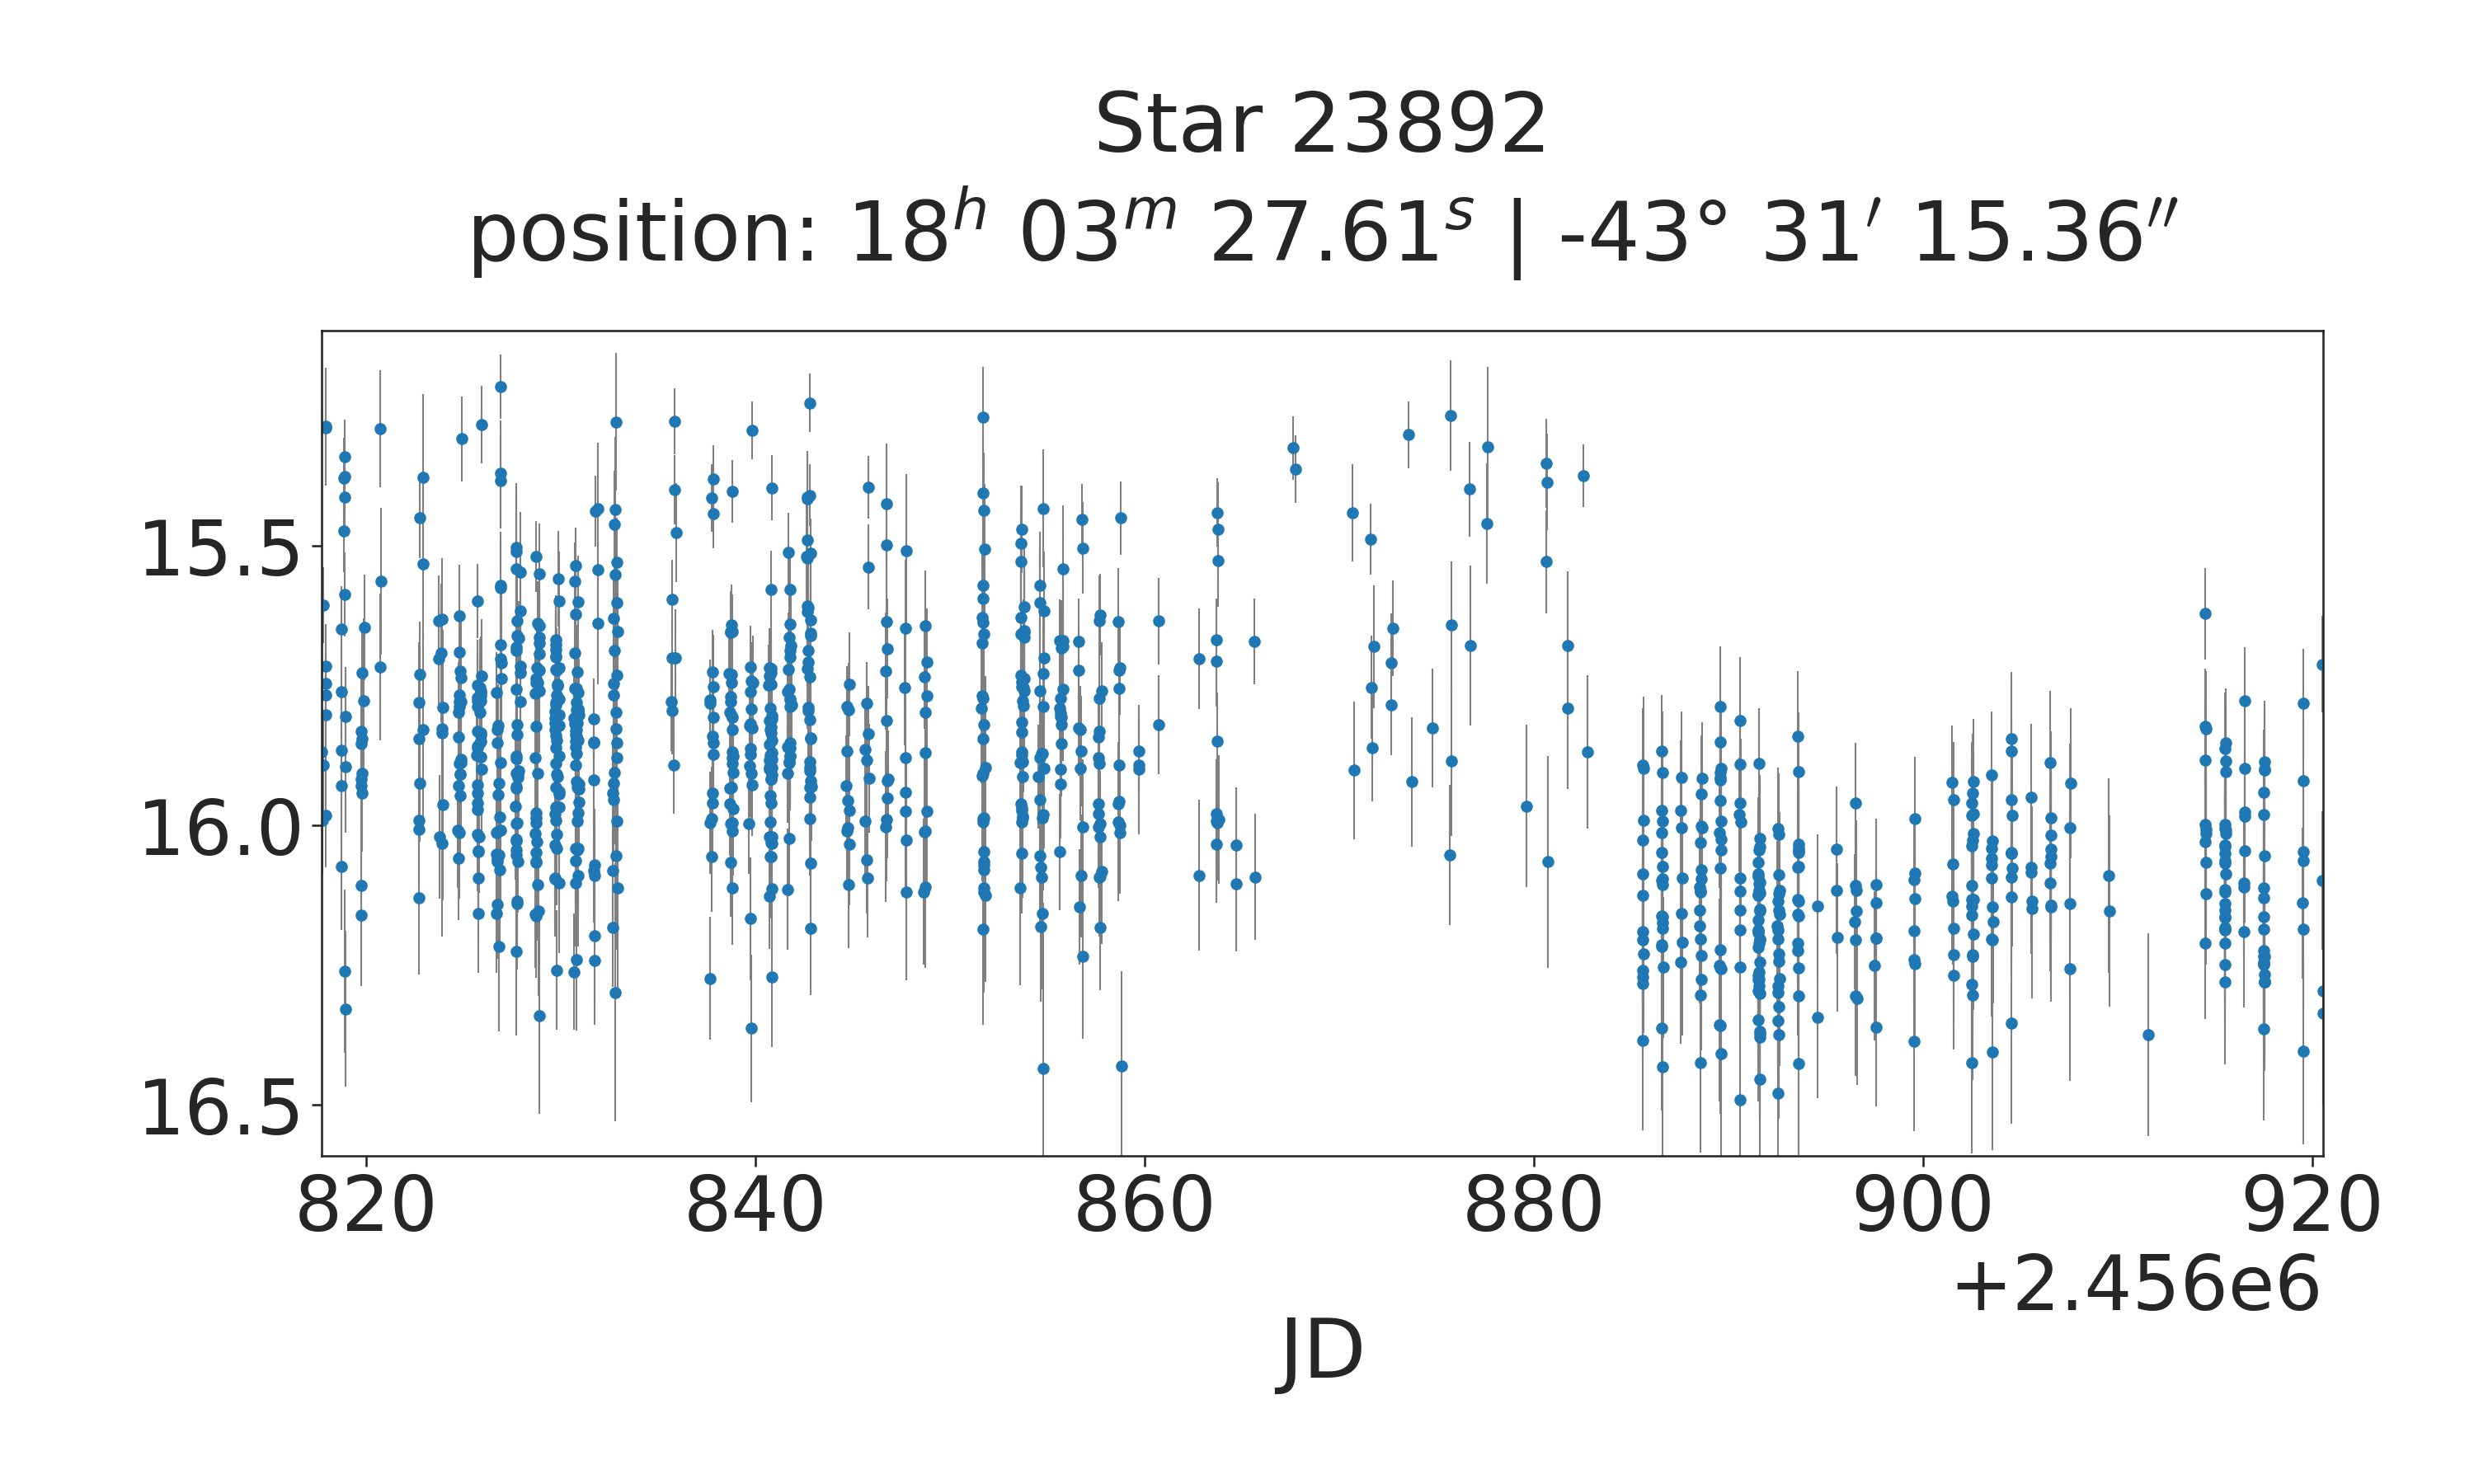 Star 23892
position: 18h 03m 27.61s | -43° 31′ 15.36″
15.5
16.0
16.5
820 840 860 880 900 920
+2.456e6
JD